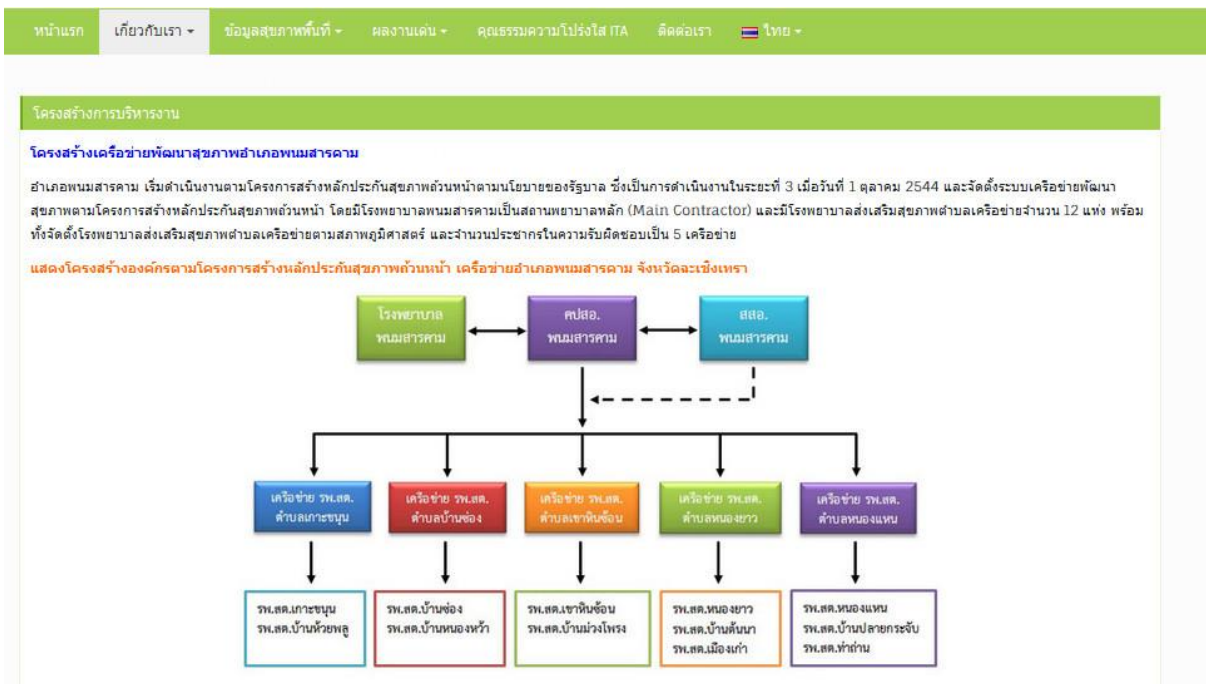 หน้าแรก เกี่ยวกับเรา ข้อมูลสุขภาพพื้นที่ ผลงานเด่น คุณธรรมความโปร่งใส ITA ติดต่อเรา ไทย
โครงสร้างการบริหารงาน
โครงสร้างเครือข่ายพัฒนาสุขภาพอำเภอพนมสารคาม
อำเภอพนมสารคาม เริ่มดำเนินงานตามโครงการสร้างหลักประกันสุขภาพถ้วนหน้าตามนโยบายของรัฐบาล ซึ่งเป็นการดำเนินงานในระยะที่ 3 เมื่อวันที่ 1 ตุลาคม 2544 และจัดตั้งระบบเครือข่ายพัฒนา
สุขภาพตามโครงการสร้างหลักประกันสุขภาพถ้วนหน้า โดยมีโรงพยาบาลพนมสารคามเป็นสถานพยาบาลหลัก (Main Contractor) และมีโรงพยาบาลส่งเสริมสุขภาพตำบลเครือข่ายจำนวน 12 แห่ง พร้อม
ทั้งจัดตั้งโรงพยาบาลส่งเสริมสุขภาพตำบลเครือข่ายตามสภาพภูมิศาสตร์ และจำนวนประชากรในความรับผิดชอบเป็น 5 เครือข่าย
แสดงโครงสร้างองค์กรตามโครงการสร้างหลักประกันสุขภาพถ้วนหน้า เครือข่ายอำเภอพนมสารคาม จังหวัดฉะเชิงเทรา
โรงพยาบาล
พนมสารคาม
คปสอ.
พนมสารคาม
สสอ.
พนมสารคาม
เครือข่าย รพ.สต.
ตำบลเกาะขนุน
เครือข่าย รพ.สต.
ตำบลบ้านซ่อง
เครือข่าย รพ.สต.
ตำบลเขาหินซ้อน
เครือข่าย รพ.สต.
ตำบลหนองยาว
เครือข่าย รพ.สต.
ตำบลหนองแหน
รพ.สต.เกาะขนุน
รพ.สต.บ้านห้วยพลู
รพ.สต.บ้านซ่อง
รพ.สต.บ้านหนองหว้า
รพ.สต.เขาหินซ้อน
รพ.สต.บ้านม่วงโพรง
รพ.สต.หนองยาว
รพ.สต.บ้านต้นนา
รพ.สต.เมืองเก่า
รพ.สต.หนองแหน
รพ.สต.บ้านปลายกระจับ
รพ.สต.ท่าถ่าน